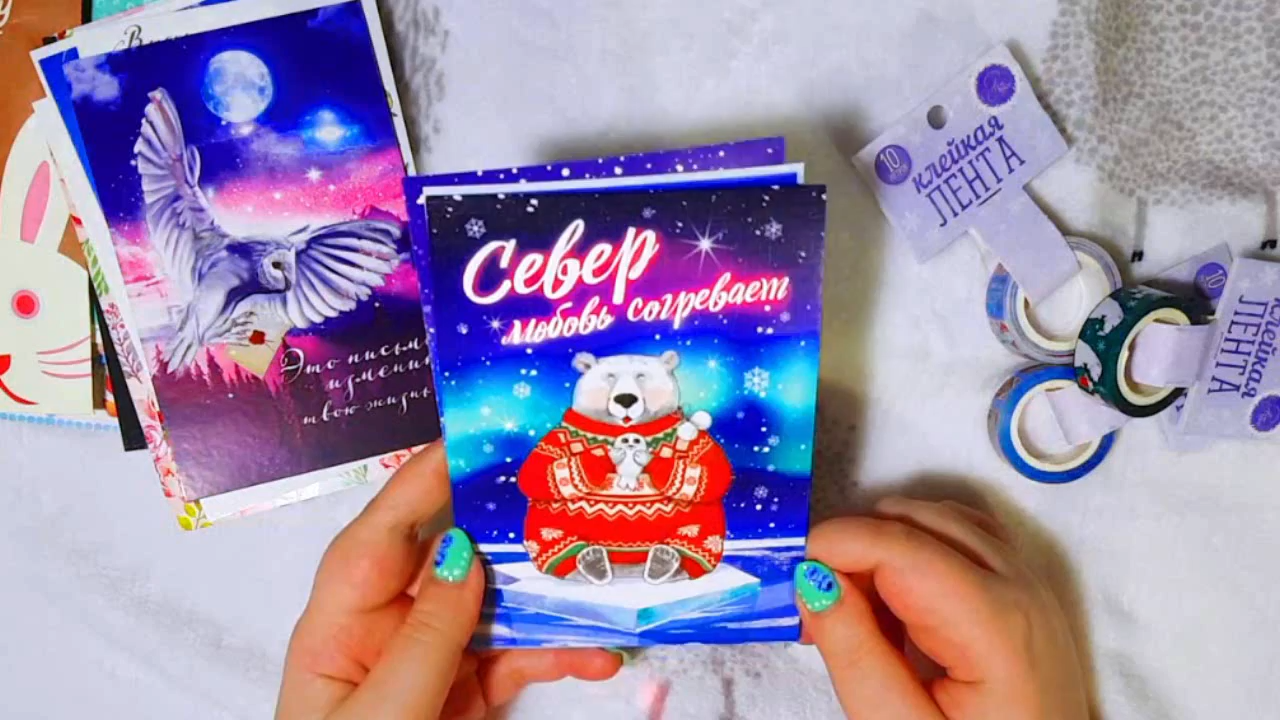 Это письмо
изменит
твою жизнь
Север
любовь согревает
10
клейкая
ЛЕНТА
10
клейкая
ЛЕНТА